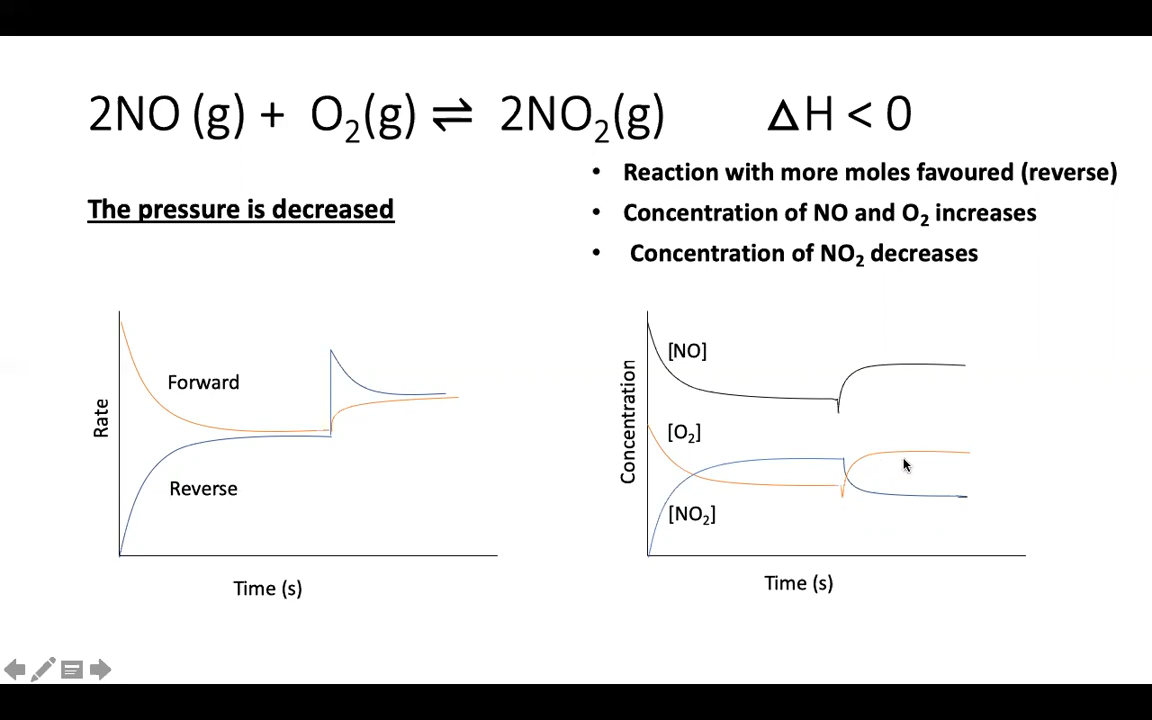 2NO (g) + O₂(g) ⇌ 2NO₂(g) ΔH < 0
• Reaction with more moles favoured (reverse)
The pressure is decreased
• Concentration of NO and O₂ increases
• Concentration of NO₂ decreases
Rate
Forward
Reverse
Time (s)
Concentration
[NO]
[O₂]
[NO₂]
Time (s)